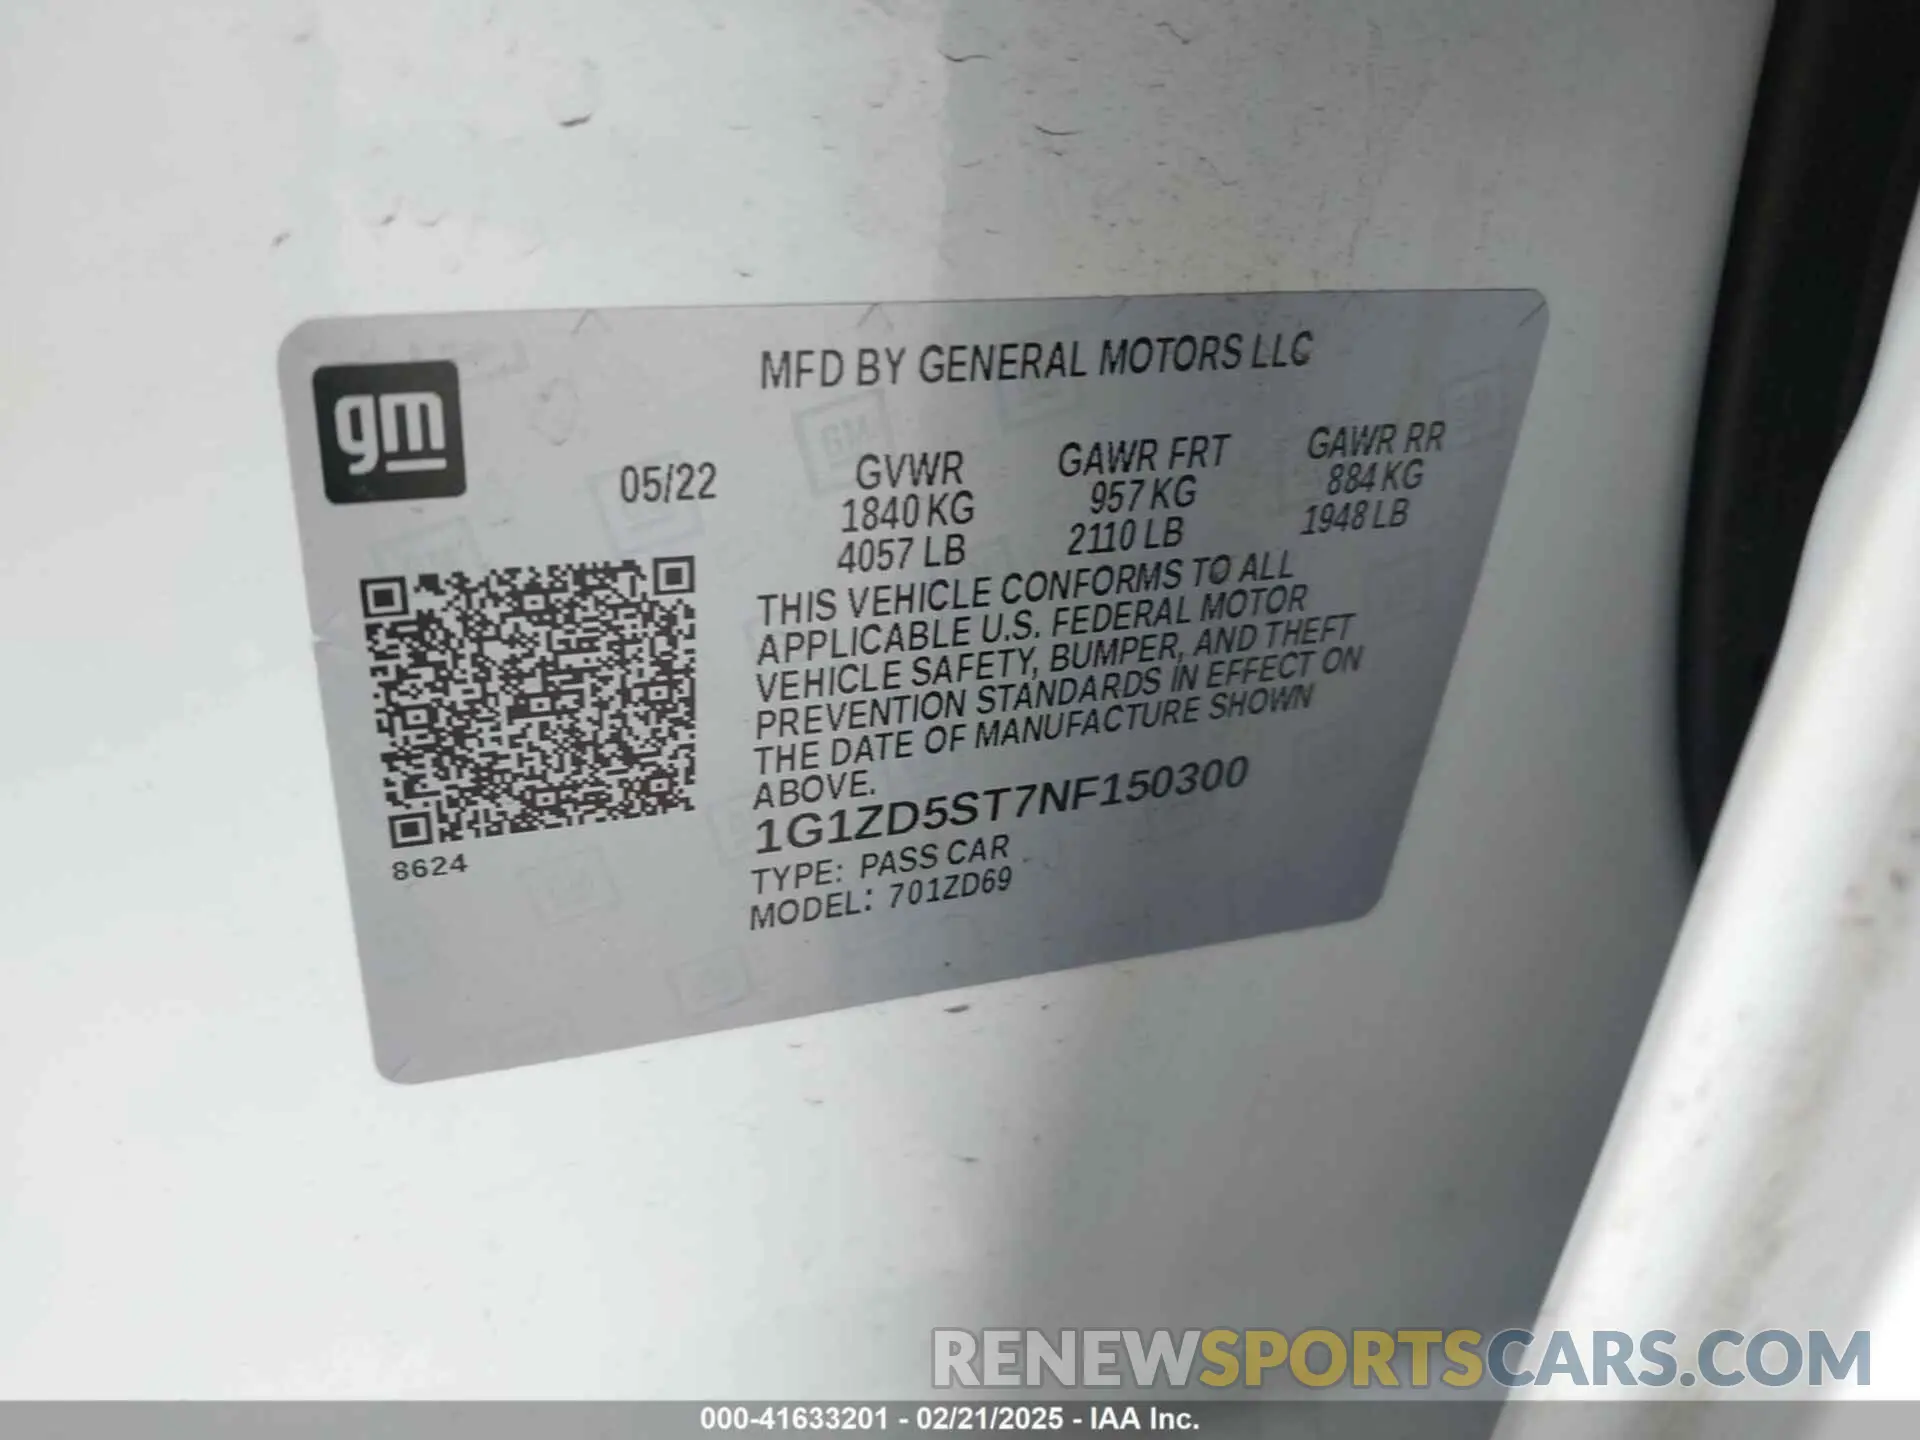 MFD BY GENERAL MOTORS LLC
gm
05/22
GVWR
1840 KG
4057 LB
GAWR FRT
957 KG
2110 LB
GAWR RR
884 KG
1948 LB
THIS VEHICLE CONFORMS TO ALL
APPLICABLE U.S. FEDERAL MOTOR
VEHICLE SAFETY, BUMPER, AND THEFT
PREVENTION STANDARDS IN EFFECT ON
THE DATE OF MANUFACTURE SHOWN
ABOVE.
1G1ZD5ST7NF150300
TYPE: PASS CAR
MODEL: 701ZD69
8624
RENEWSPORTSCARS.COM
000-41633201 - 02/21/2025 - IAA Inc.